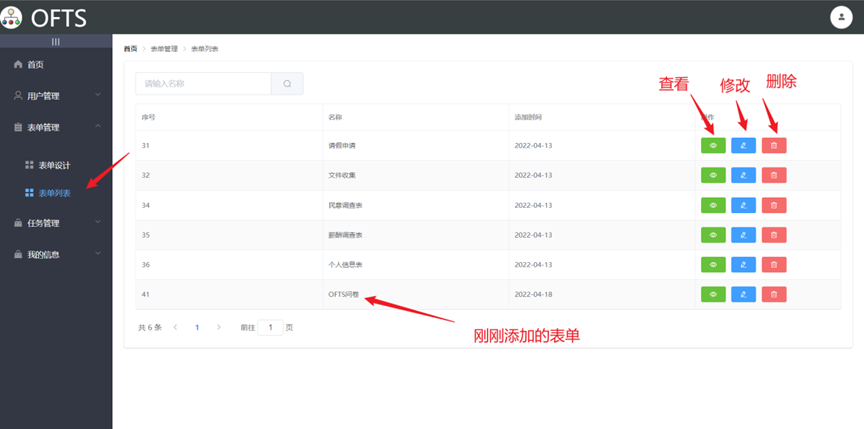 OFTS
首页
用户管理
表单管理
表单设计
表单列表
任务管理
我的信息
首页 > 表单管理 > 表单列表
请输入名称
查看 修改 删除
序号 名称 添加时间 操作
31 请假申请 2022-04-13
32 文件收集 2022-04-13
34 民意调查表 2022-04-13
35 薪酬调查表 2022-04-13
36 个人信息表 2022-04-13
41 OFTS问卷 2022-04-18
共 6 条 < 1 > 前往 1 页
刚刚添加的表单